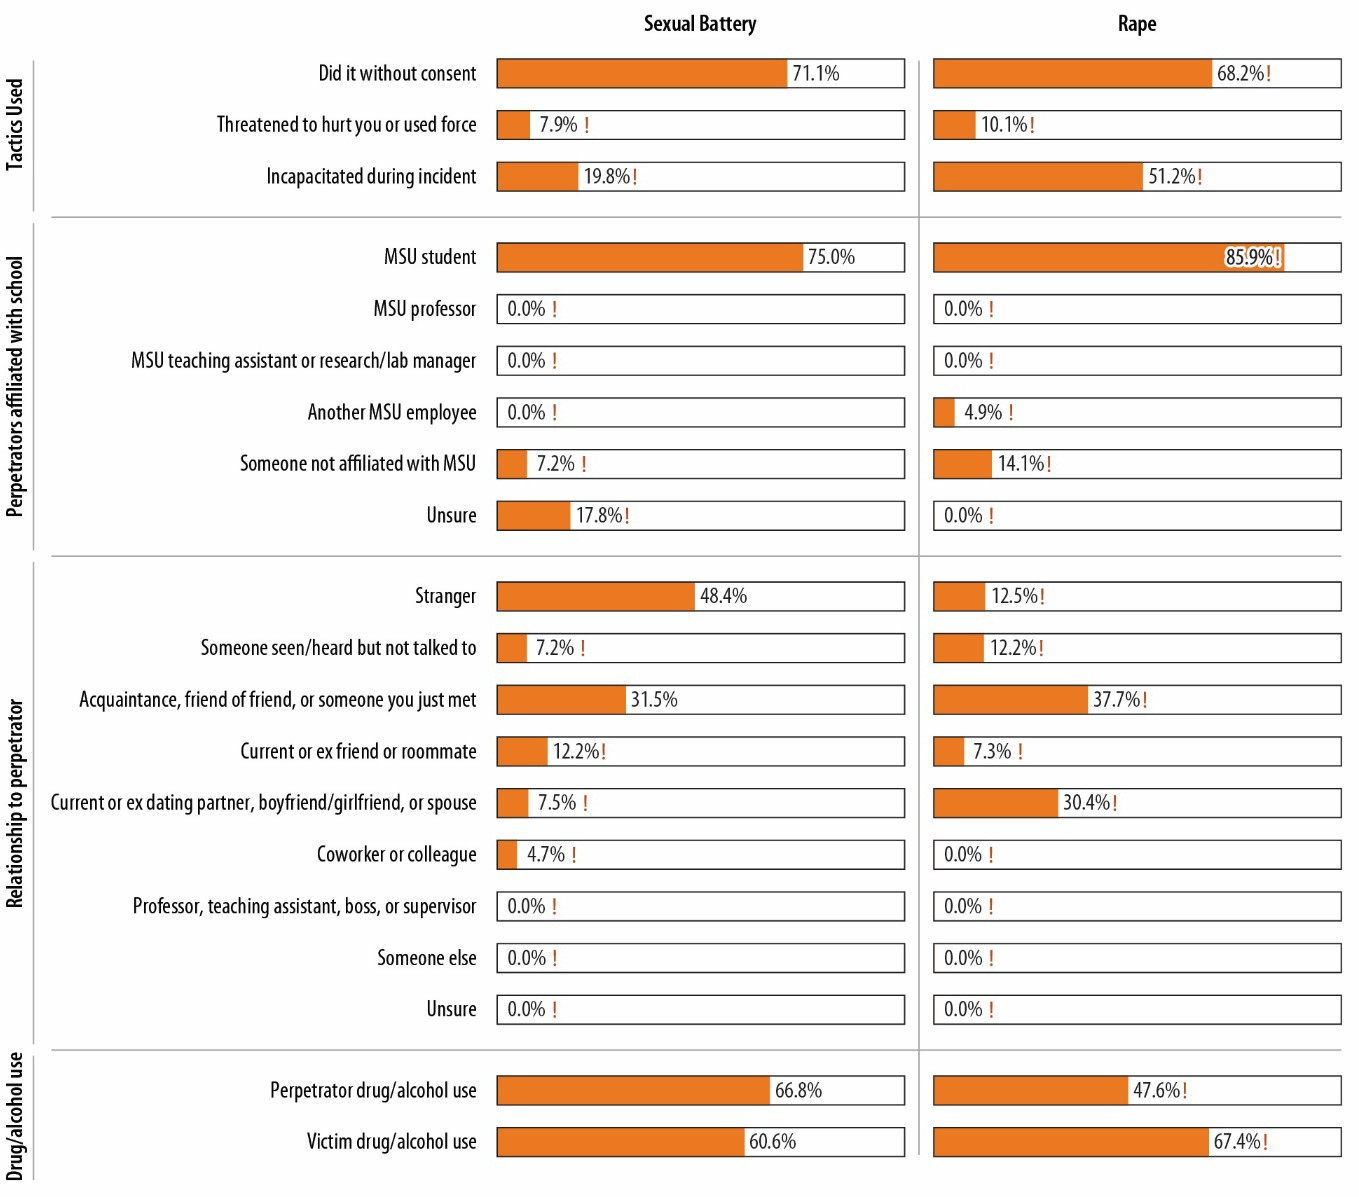 Sexual Battery Rape
Tactics Used
Did it without consent 71.1% 68.2%!
Threatened to hurt you or used force 7.9% ! 10.1%!
Incapacitated during incident 19.8%! 51.2%!
Perpetrators affiliated with school
MSU student 75.0% 85.9%!
MSU professor 0.0% ! 0.0% !
MSU teaching assistant or research/lab manager 0.0% ! 0.0% !
Another MSU employee 0.0% ! 4.9% !
Someone not affiliated with MSU 7.2% ! 14.1%!
Unsure 17.8%! 0.0% !
Relationship to perpetrator
Stranger 48.4% 12.5%!
Someone seen/heard but not talked to 7.2% ! 12.2%!
Acquaintance, friend of friend, or someone you just met 31.5% 37.7%!
Current or ex friend or roommate 12.2%! 7.3% !
Current or ex dating partner, boyfriend/girlfriend, or spouse 7.5% ! 30.4%!
Coworker or colleague 4.7% ! 0.0% !
Professor, teaching assistant, boss, or supervisor 0.0% ! 0.0% !
Someone else 0.0% ! 0.0% !
Unsure 0.0% ! 0.0% !
Drug/alcohol use
Perpetrator drug/alcohol use 66.8% 47.6%!
Victim drug/alcohol use 60.6% 67.4%!